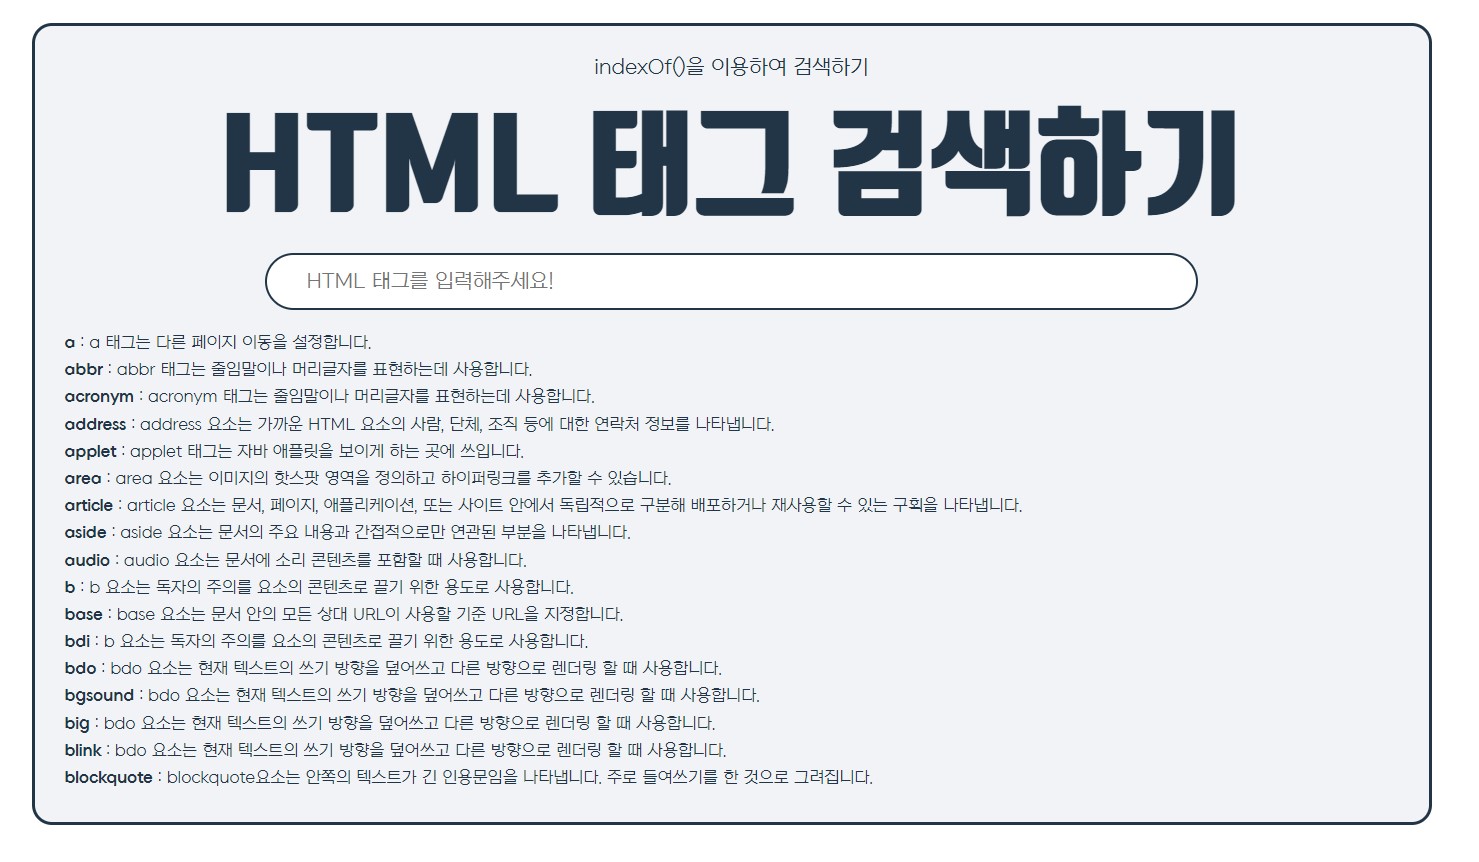 indexOf()을 이용하여 검색하기
HTML 태그 검색하기
HTML 태그를 입력해주세요!
a : a 태그는 다른 페이지 이동을 설정합니다.
abbr : abbr 태그는 줄임말이나 머리글자를 표현하는데 사용합니다.
acronym : acronym 태그는 줄임말이나 머리글자를 표현하는데 사용합니다.
address : address 요소는 가까운 HTML 요소의 사람, 단체, 조직 등에 대한 연락처 정보를 나타냅니다.
applet : applet 태그는 자바 애플릿을 보이게 하는 곳에 쓰입니다.
area : area 요소는 이미지의 핫스팟 영역을 정의하고 하이퍼링크를 추가할 수 있습니다.
article : article 요소는 문서, 페이지, 애플리케이션, 또는 사이트 안에서 독립적으로 구분해 배포하거나 재사용할 수 있는 구획을 나타냅니다.
aside : aside 요소는 문서의 주요 내용과 간접적으로만 연관된 부분을 나타냅니다.
audio : audio 요소는 문서에 소리 콘텐츠를 포함할 때 사용합니다.
b : b 요소는 독자의 주의를 요소의 콘텐츠로 끌기 위한 용도로 사용합니다.
base : base 요소는 문서 안의 모든 상대 URL이 사용할 기준 URL을 지정합니다.
bdi : b 요소는 독자의 주의를 요소의 콘텐츠로 끌기 위한 용도로 사용합니다.
bdo : bdo 요소는 현재 텍스트의 쓰기 방향을 덮어쓰고 다른 방향으로 렌더링 할 때 사용합니다.
bgsound : bdo 요소는 현재 텍스트의 쓰기 방향을 덮어쓰고 다른 방향으로 렌더링 할 때 사용합니다.
big : bdo 요소는 현재 텍스트의 쓰기 방향을 덮어쓰고 다른 방향으로 렌더링 할 때 사용합니다.
blink : bdo 요소는 현재 텍스트의 쓰기 방향을 덮어쓰고 다른 방향으로 렌더링 할 때 사용합니다.
blockquote : blockquote요소는 안쪽의 텍스트가 긴 인용문임을 나타냅니다. 주로 들여쓰기를 한 것으로 그려집니다.